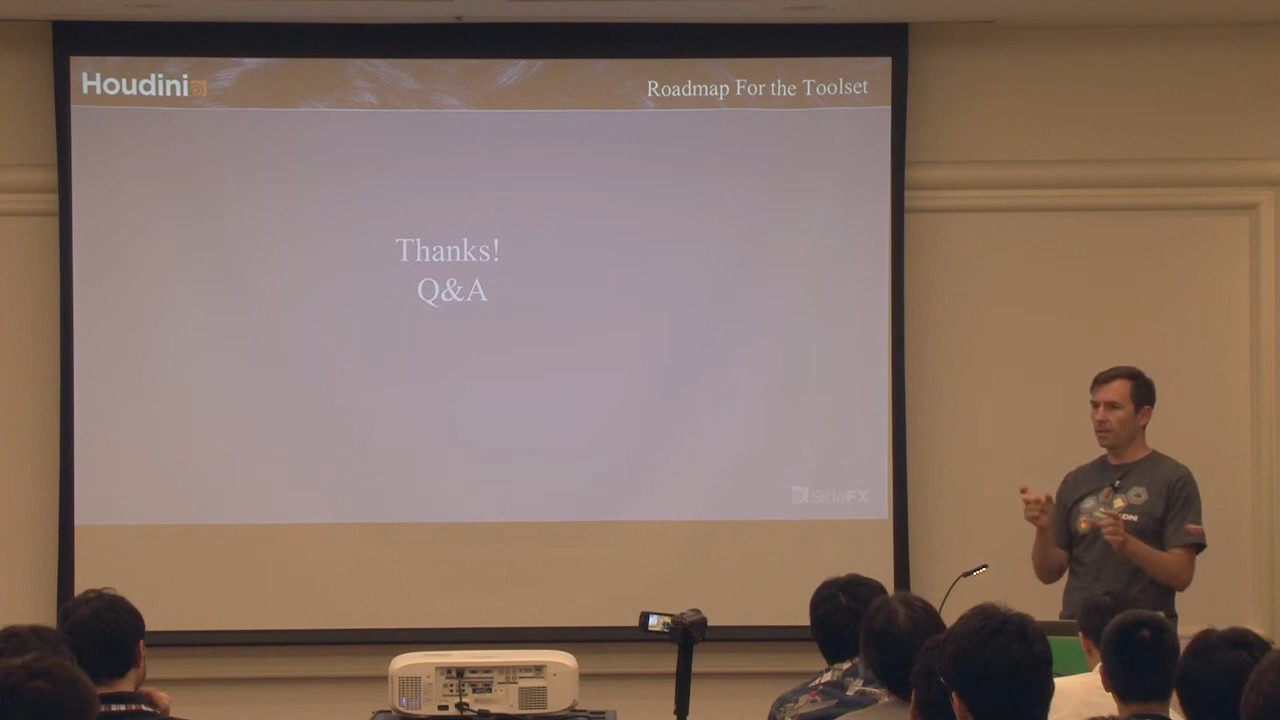 Houdini
Roadmap For the Toolset
Thanks!
Q&A
SideFX